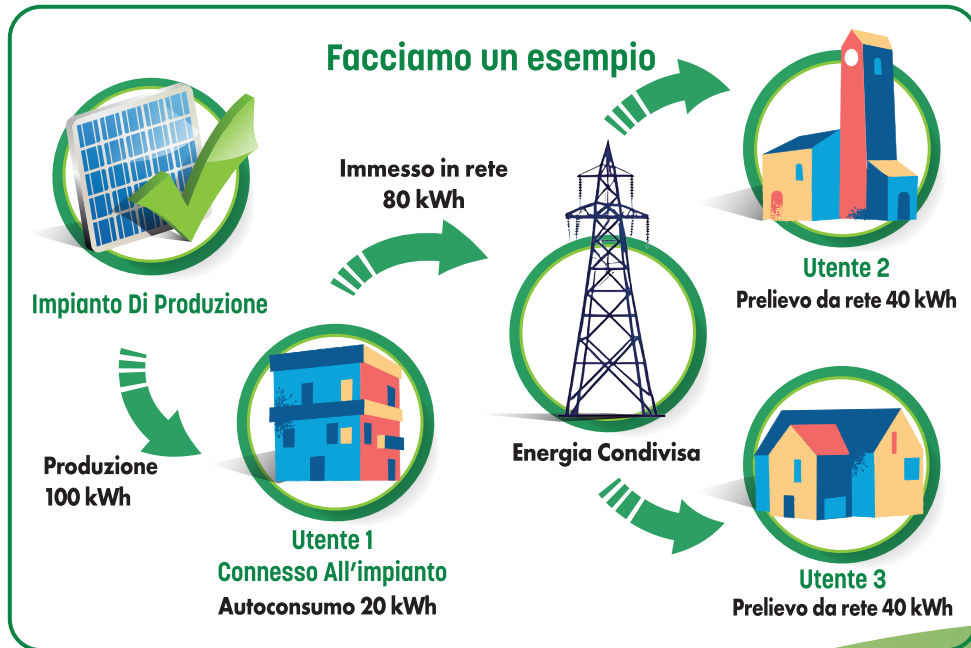 Facciamo un esempio
Impianto Di Produzione
Produzione
100 kWh
Utente 1
Connesso All'impianto
Autoconsumo 20 kWh
Immesso in rete
80 kWh
Energia Condivisa
Utente 2
Prelievo da rete 40 kWh
Utente 3
Prelievo da rete 40 kWh